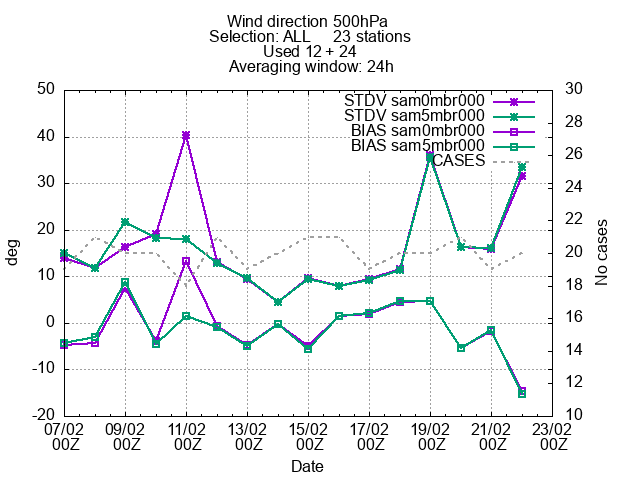 Wind direction 500hPa
Selection: ALL 23 stations
Used 12 + 24
Averaging window: 24h
STDV sam0mbr000
STDV sam5mbr000
BIAS sam0mbr000
BIAS sam5mbr000
CASES
50
40
30
20
10
0
-10
-20
deg
30
28
26
24
22
20
18
16
14
12
10
No cases
07/02 09/02 11/02 13/02 15/02 17/02 19/02 21/02 23/02
00Z 00Z 00Z 00Z 00Z 00Z 00Z 00Z 00Z
Date